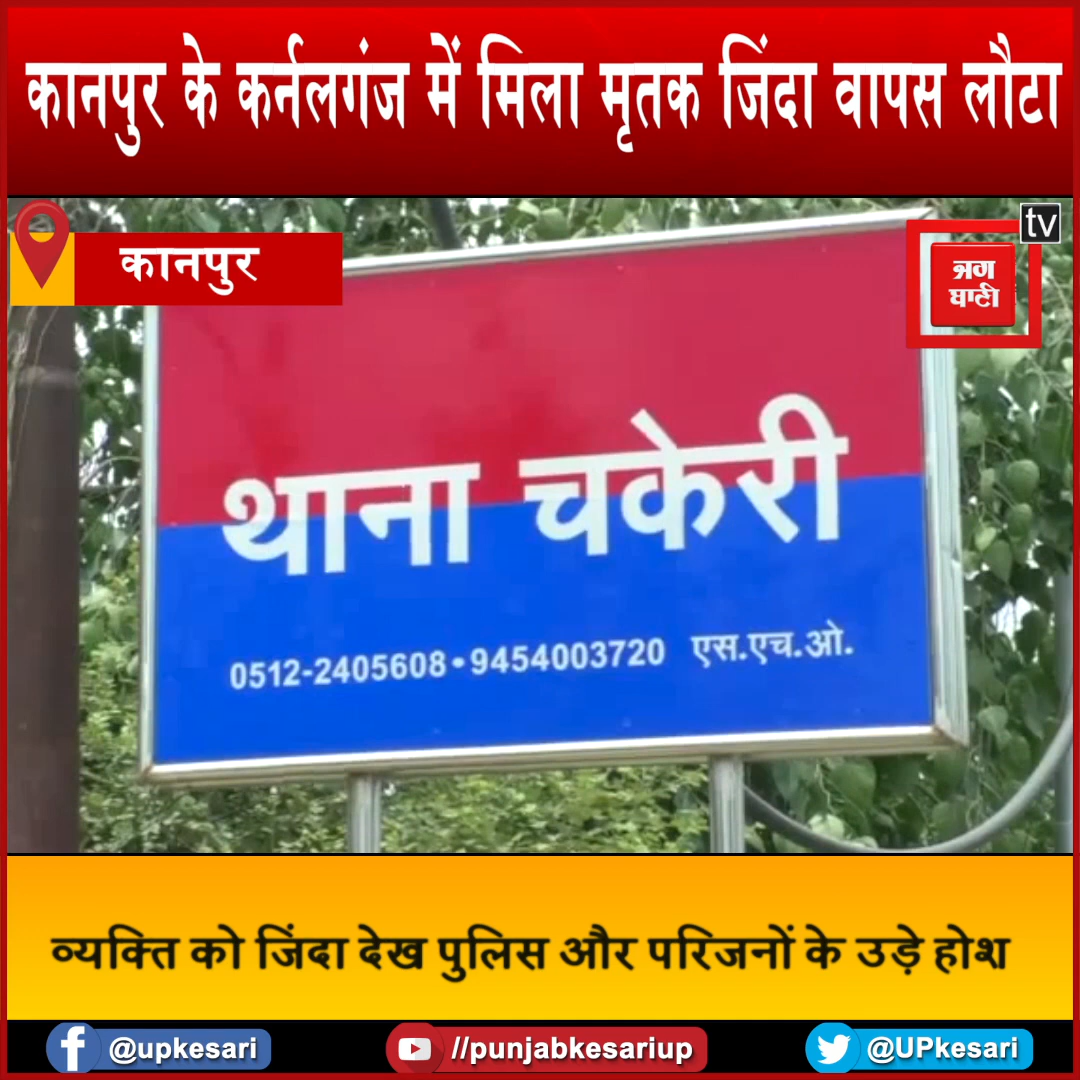 कानपुर के कर्नलगंज में मिला मृतक जिंदा वापस लौटा
कानपुर
tv
ਜਗ
ਬਾਣੀ
थाना चकेरी
0512-2405608•9454003720 एस.एच.ओ.
व्यक्ति को जिंदा देख पुलिस और परिजनों के उड़े होश
@upkesari //punjabkesariup @UPkesari